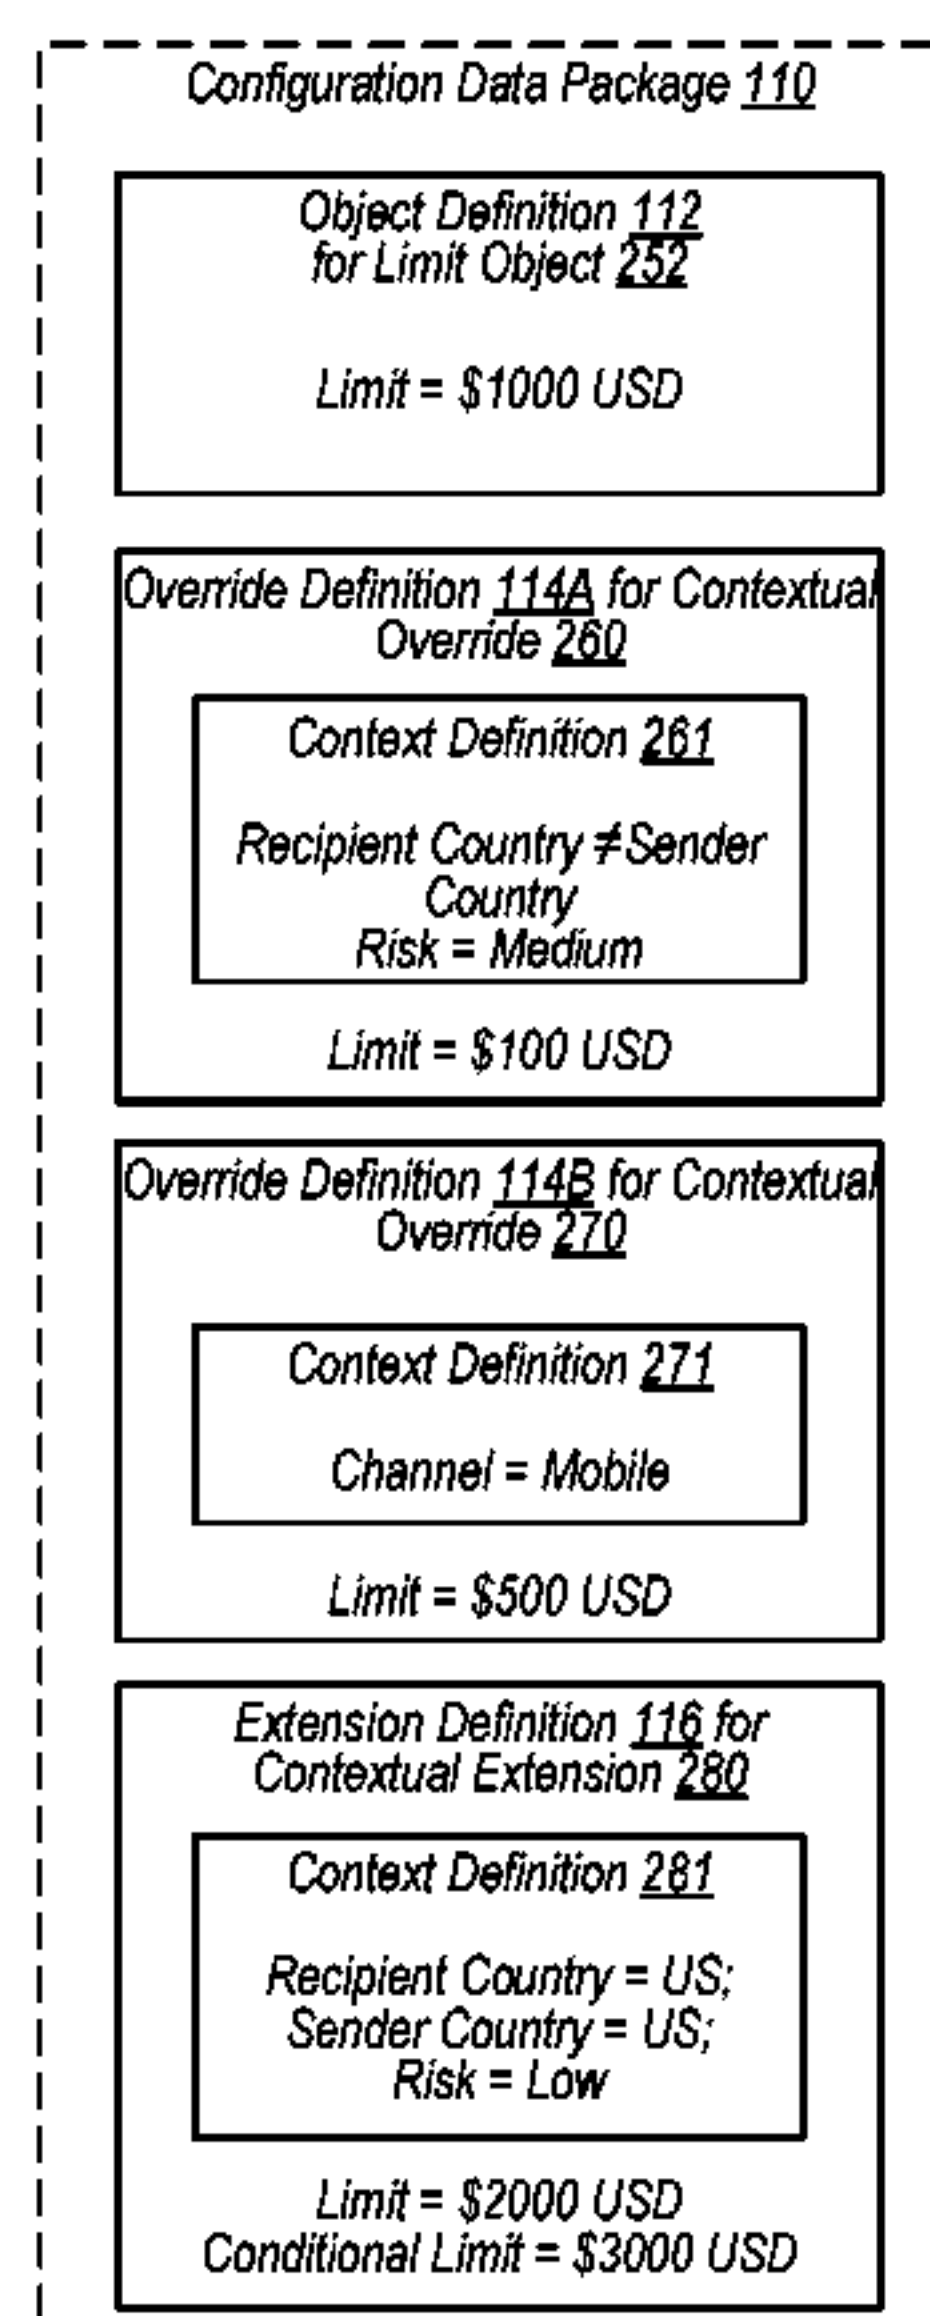 Configuration Data Package 110
Object Definition 112
for Limit Object 252
Limit = $1000 USD
Override Definition 114A for Contextual
Override 260
Context Definition 261
Recipient Country ≠ Sender
Country
Risk = Medium
Limit = $100 USD
Override Definition 114B for Contextual
Override 270
Context Definition 271
Channel = Mobile
Limit = $500 USD
Extension Definition 116 for
Contextual Extension 280
Context Definition 281
Recipient Country = US;
Sender Country = US;
Risk = Low
Limit = $2000 USD
Conditional Limit = $3000 USD